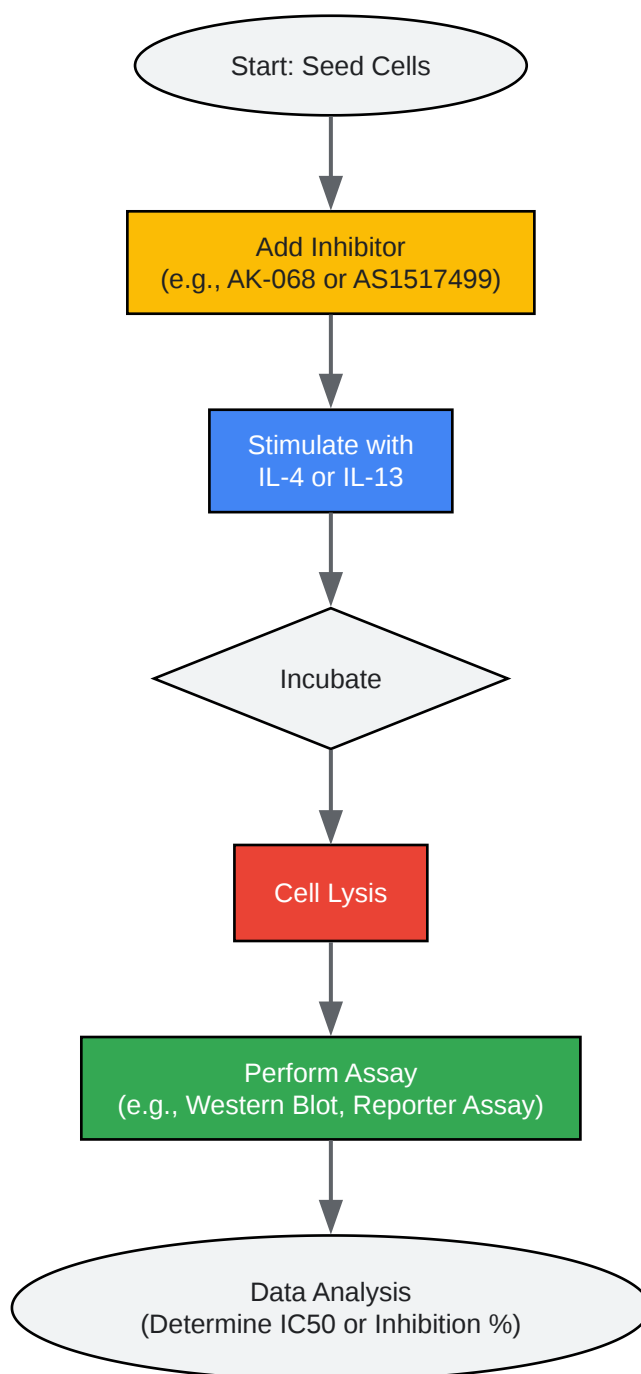 Start: Seed Cells
Add Inhibitor
(e.g., AK-068 or AS1517499)
Stimulate with
IL-4 or IL-13
Incubate
Cell Lysis
Perform Assay
(e.g., Western Blot, Reporter Assay)
Data Analysis
(Determine IC50 or Inhibition %)